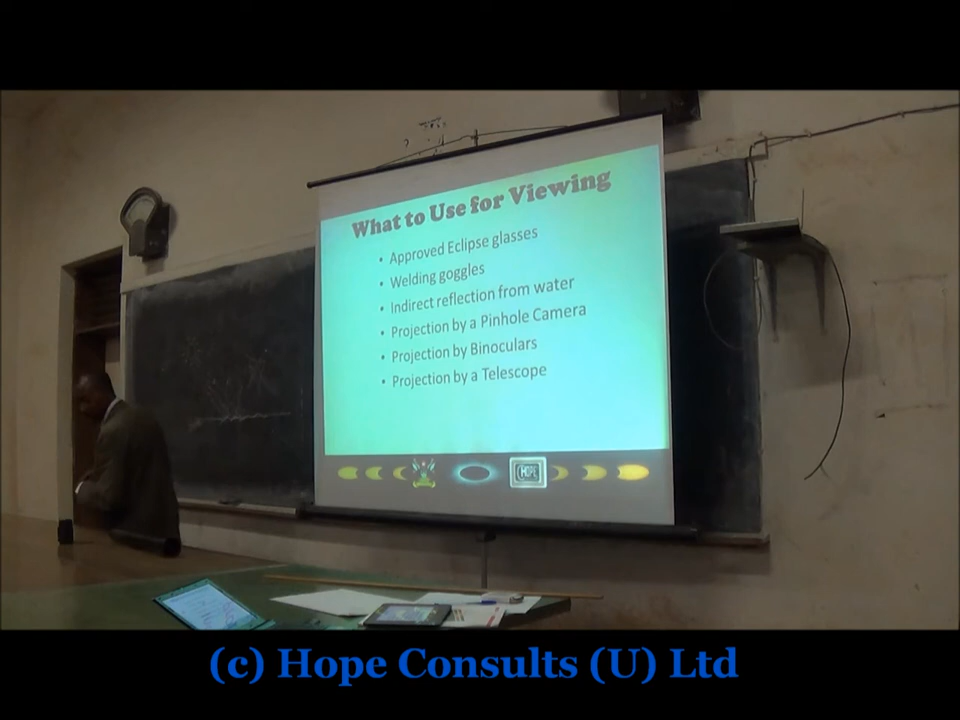 What to Use for Viewing
• Approved Eclipse glasses
• Welding goggles
• Indirect reflection from water
• Projection by a Pinhole Camera
• Projection by Binoculars
• Projection by a Telescope
HOPE
(c) Hope Consults (U) Ltd